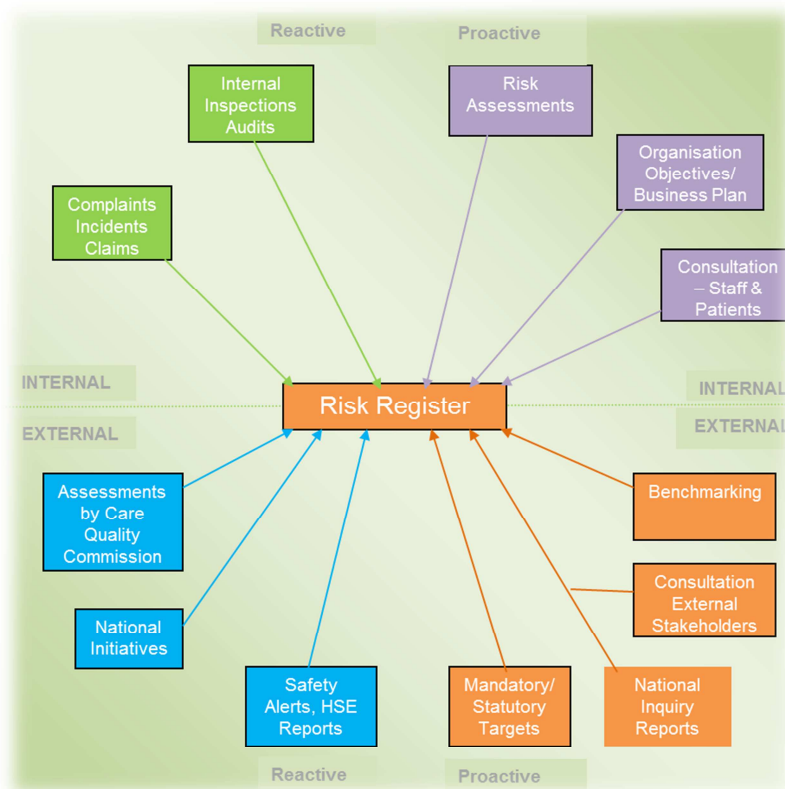 Reactive
Proactive
Internal
Inspections
Audits
Risk
Assessments
Organisation
Objectives/
Business Plan
Complaints
Incidents
Claims
Consultation
– Staff &
Patients
INTERNAL
INTERNAL
Risk Register
EXTERNAL
EXTERNAL
Assessments
by Care
Quality
Commission
Benchmarking
Consultation
External
Stakeholders
National
Initiatives
Safety
Alerts, HSE
Reports
Mandatory/
Statutory
Targets
National
Inquiry
Reports
Reactive
Proactive